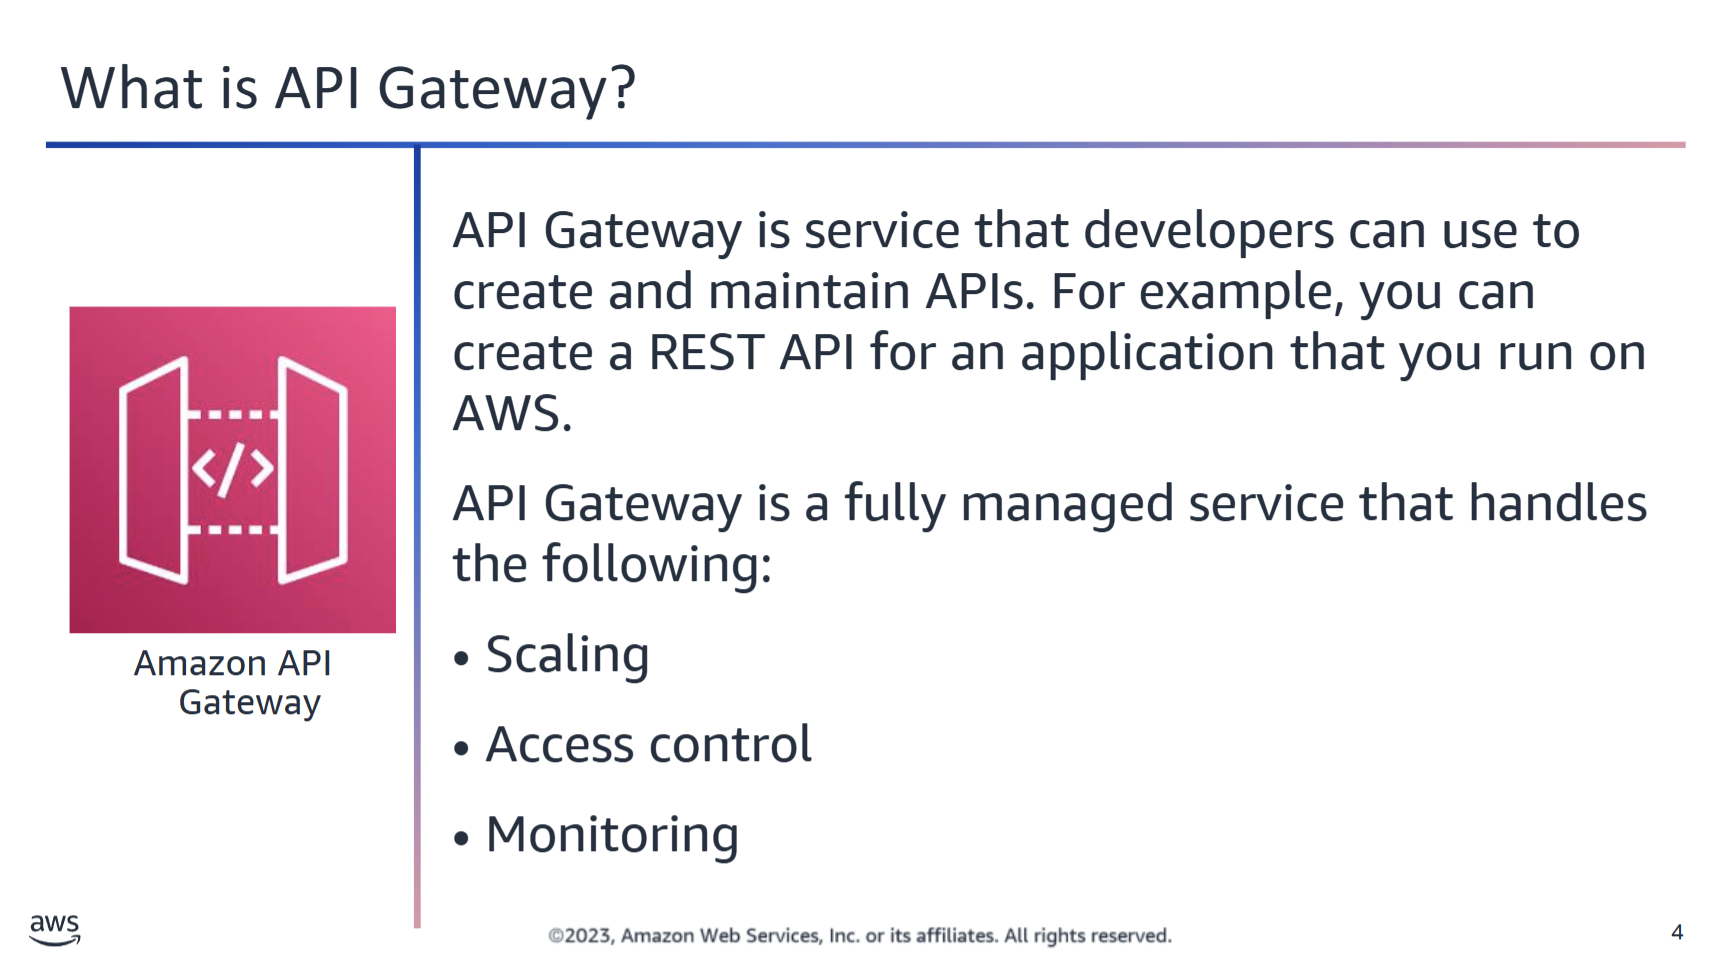 What is API Gateway?
API Gateway is service that developers can use to
create and maintain APIs. For example, you can
create a REST API for an application that you run on
AWS.
API Gateway is a fully managed service that handles
the following:
• Scaling
• Access control
• Monitoring
</>
Amazon API
Gateway
aws
©2023, Amazon Web Services, Inc. or its affiliates. All rights reserved.
4